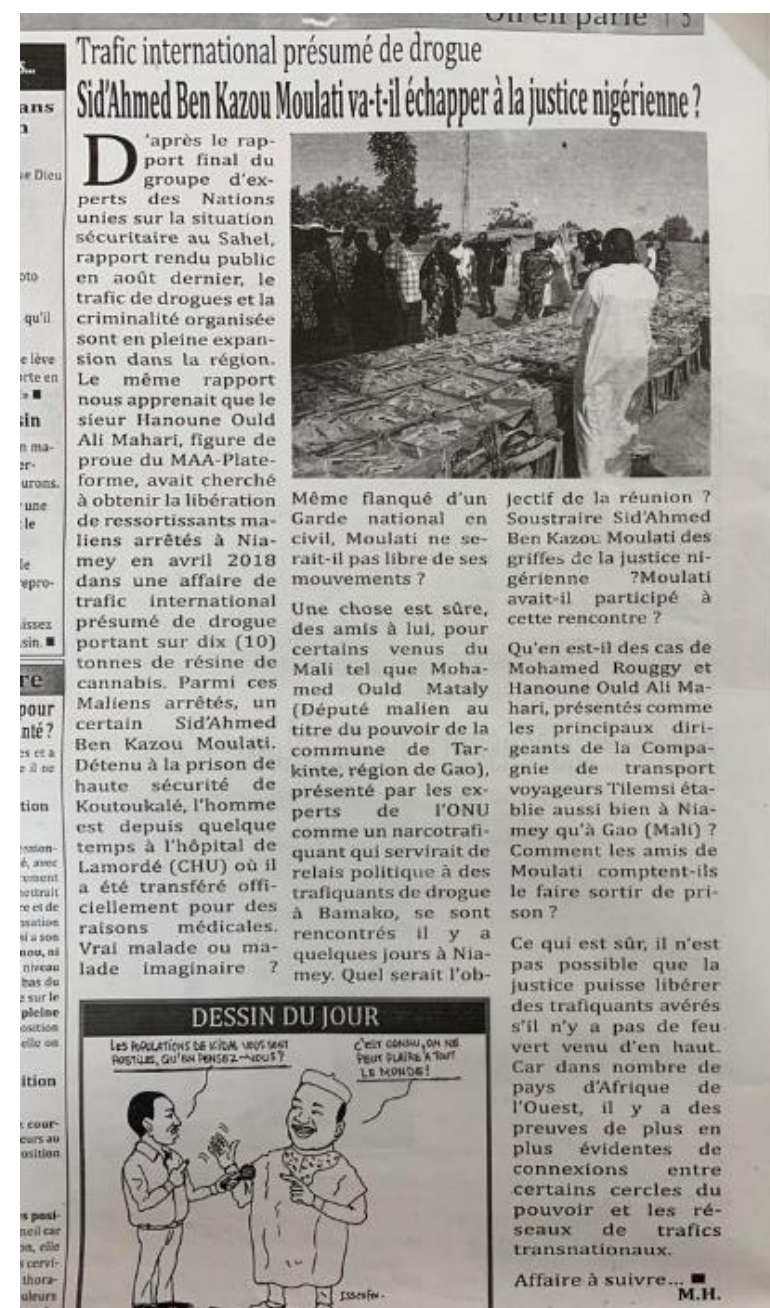 On en parle | 5
Trafic international présumé de drogue
Sid'Ahmed Ben Kazou Moulati va-t-il échapper à la justice nigérienne ?
D'après le rap-
port final du
groupe d'ex-
perts des Nations
unies sur la situation
sécuritaire au Sahel,
rapport rendu public
en août dernier, le
trafic de drogues et la
criminalité organisée
sont en pleine expan-
sion dans la région.
Le même rapport
nous apprenait que le
sieur Hanoune Ould
Ali Mahari, figure de
proue du MAA-Plate-
forme, avait cherché
à obtenir la libération
de ressortissants ma-
liens arrêtés à Nia-
mey en avril 2018
dans une affaire de
trafic international
présumé de drogue
portant sur dix (10)
tonnes de résine de
cannabis. Parmi ces
Maliens arrêtés, un
certain Sid'Ahmed
Ben Kazou Moulati.
Détenu à la prison de
haute sécurité de
Koutoukalé, l'homme
est depuis quelque
temps à l'hôpital de
Lamordé (CHU) où il
a été transféré offi-
ciellement pour des
raisons médicales.
Vrai malade ou ma-
lade imaginaire ?
Même flanqué d'un
Garde national en
civil, Moulati ne se-
rait-il pas libre de ses
mouvements ?
Une chose est sûre,
des amis à lui, pour
certains venus du
Mali tel que Moha-
med Ould Mataly
(Député malien au
titre du pouvoir de la
commune de Tar-
kinte, région de Gao),
présenté par les ex-
perts de l'ONU
comme un narcotrafi-
quant qui servirait de
relais politique à des
trafiquants de drogue
à Bamako, se sont
rencontrés il y a
quelques jours à Nia-
mey. Quel serait l'ob-
jectif de la réunion ?
Soustraire Sid'Ahmed
Ben Kazou Moulati des
griffes de la justice ni-
gérienne ?Moulati
avait-il participé à
cette rencontre ?
Qu'en est-il des cas de
Mohamed Rouggy et
Hanoune Ould Ali Ma-
hari, présentés comme
les principaux diri-
geants de la Compa-
gnie de transport
voyageurs Tilemsi éta-
blie aussi bien à Nia-
mey qu'à Gao (Mali) ?
Comment les amis de
Moulati comptent-ils
le faire sortir de pri-
son ?
Ce qui est sûr, il n'est
pas possible que la
justice puisse libérer
des trafiquants avérés
s'il n'y a pas de feu
vert venu d'en haut.
Car dans nombre de
pays d'Afrique de
l'Ouest, il y a des
preuves de plus en
plus évidentes de
connexions entre
certains cercles du
pouvoir et les ré-
seaux de trafics
transnationaux.
Affaire à suivre... ■
M.H.
DESSIN DU JOUR
LES POPULATIONS DE KIDAL VOUS SONT
HOSTILES, QU'EN PENSEZ-VOUS ?
C'EST CONNU, ON NE
PEUT PLAIRE À TOUT
LE MONDE !